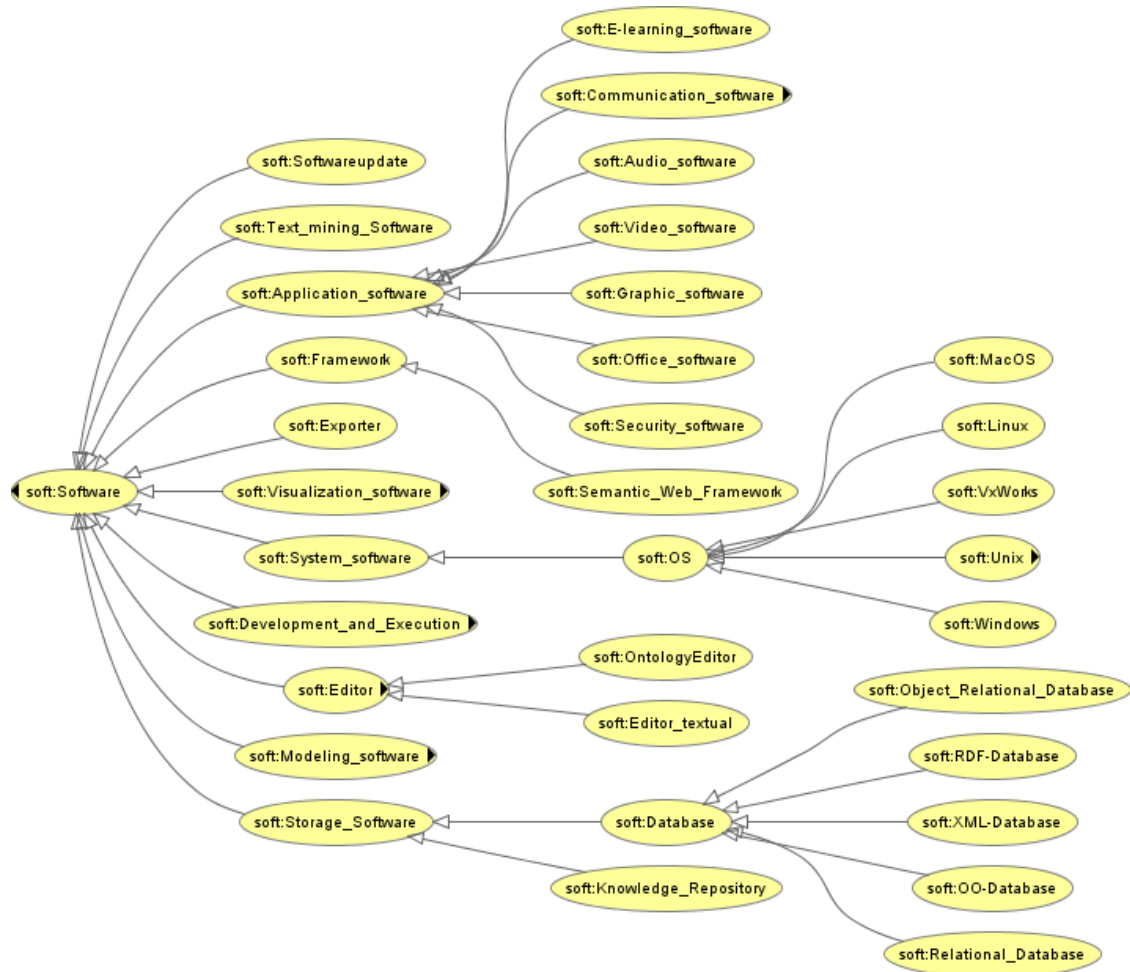 soft:E-learning_software
soft:Communication_software
soft:Softwareupdate
soft:Audio_software
soft:Text_mining_Software
soft:Video_software
soft:Application_software
soft:Graphic_software
soft:Framework
soft:Office_software
soft:MacOS
soft:Exporter
soft:Security_software
soft:Linux
soft:Software
soft:Visualization_software
soft:Semantic_Web_Framework
soft:VxWorks
soft:System_software
soft:OS
soft:Unix
soft:Development_and_Execution
soft:Windows
soft:OntologyEditor
soft:Editor
soft:Object_Relational_Database
soft:Editor_textual
soft:Modeling_software
soft:RDF-Database
soft:Storage_Software
soft:Database
soft:XML-Database
soft:Knowledge_Repository
soft:OO-Database
soft:Relational_Database